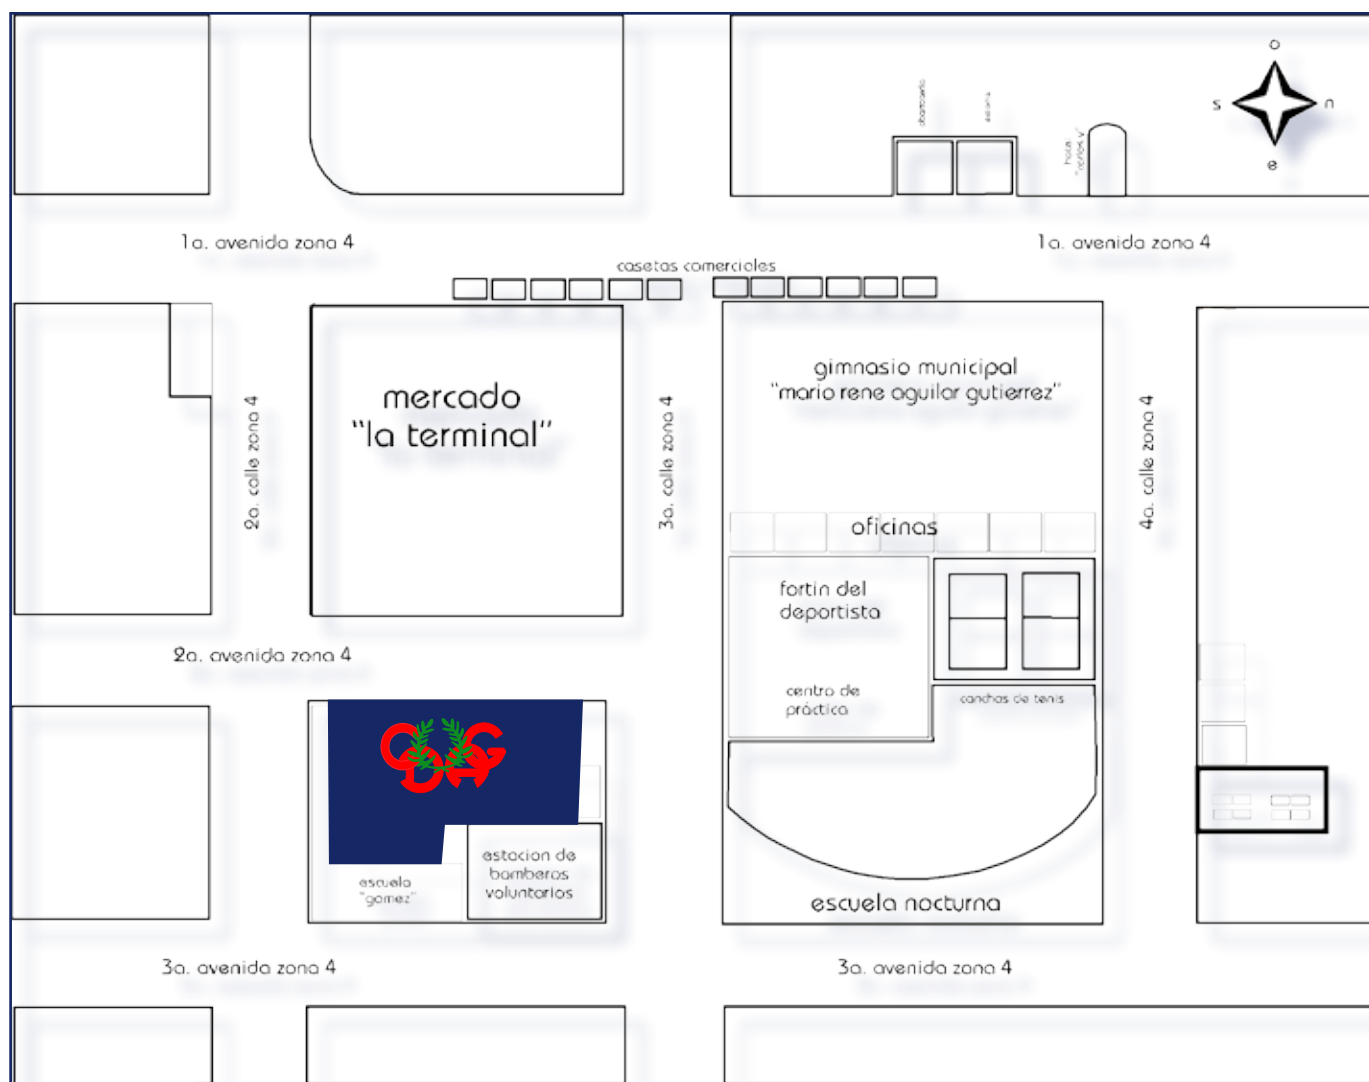 o
s n
e
hotel
"carlos v"
1a. avenida zona 4
1a. avenida zona 4
casetas comerciales
mercado
"la terminal"
gimnasio municipal
"mario rene aguilar gutierrez"
2a. calle zona 4
3a. calle zona 4
4a. calle zona 4
oficinas
fortin del
deportista
2a. avenida zona 4
centro de
práctica
canchas de tenis
CDAG
estacion de
bomberos
voluntarios
escuela
"gomez"
escuela nocturna
3a. avenida zona 4
3a. avenida zona 4